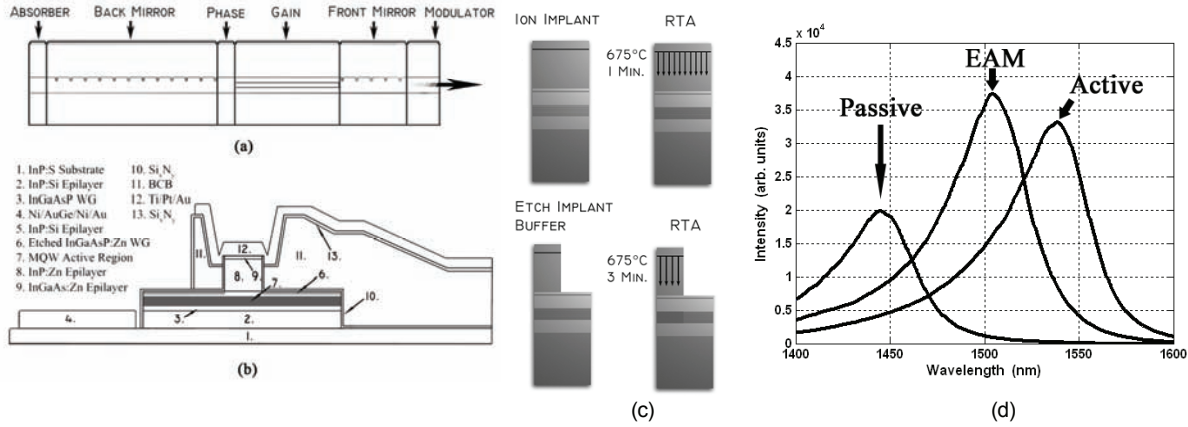 ABSORBER BACK MIRROR PHASE GAIN FRONT MIRROR MODULATOR
(a)
1. InP:S Substrate 10. SixNy
2. InP:Si Epilayer 11. BCB
3. InGaAsP WG 12. Ti/Pt/Au
4. Ni/AuGe/Ni/Au 13. SixNy
5. InP:Si Epilayer
6. Etched InGaAsP:Zn WG
7. MQW Active Region
8. InP:Zn Epilayer
9. InGaAs:Zn Epilayer
12.
11. 8. 9. 11. 13. 6.
7.
10.
4. 3. 2.
1.
(b)
ION IMPLANT RTA
675°C
1 MIN.
ETCH IMPLANT
BUFFER RTA
675°C
3 MIN.
(c)
x 10⁴
4.5
4
3.5
3
2.5
2
1.5
1
0.5
0
Intensity (arb. units)
EAM
Active
Passive
1400 1450 1500 1550 1600
Wavelength (nm)
(d)